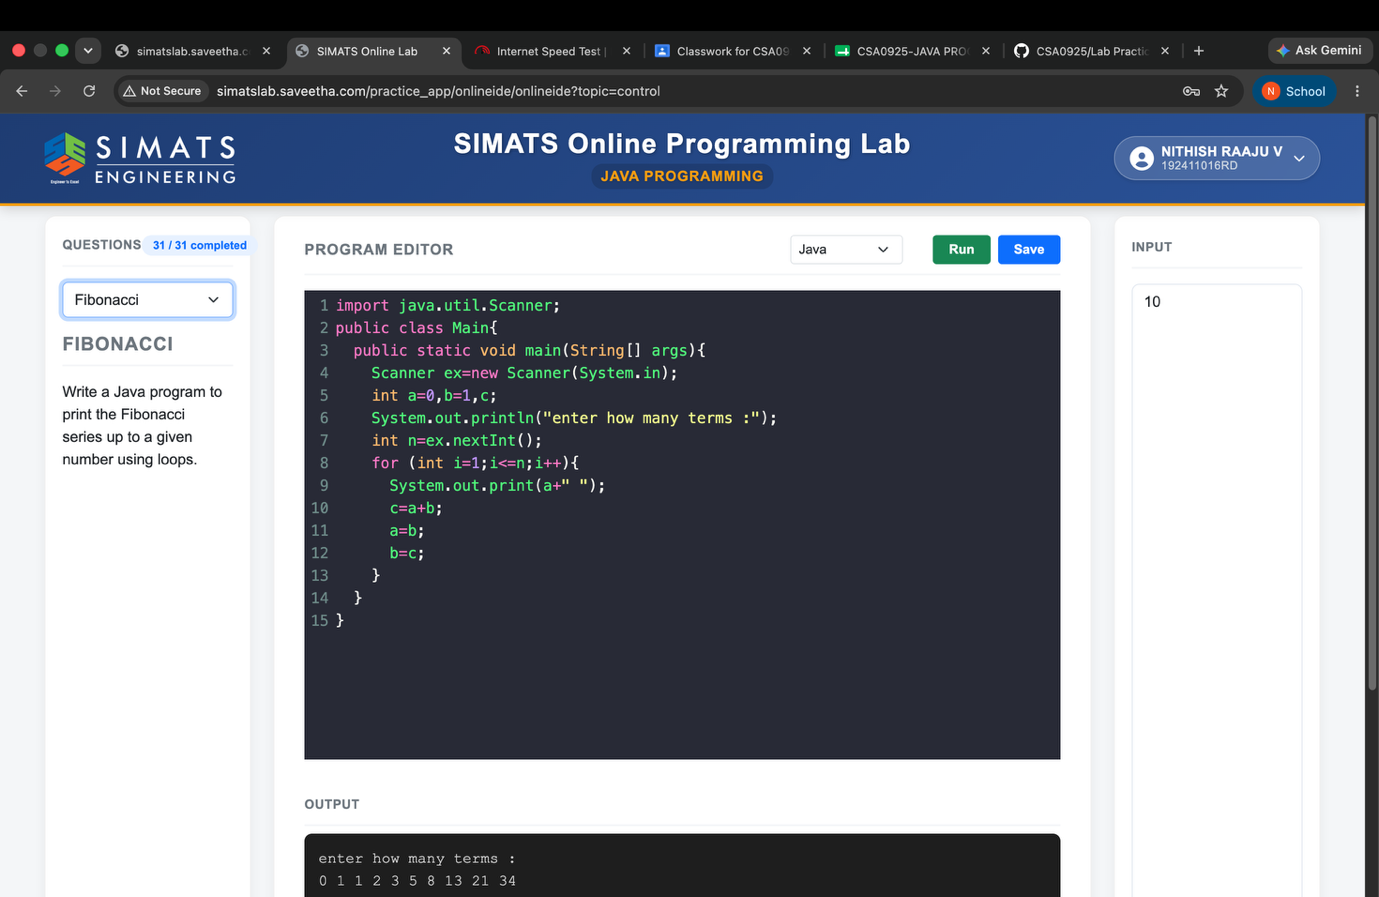 simatslab.saveetha.c
SIMATS Online Lab
Internet Speed Test |
Classwork for CSA09
CSA0925-JAVA PRO
CSA0925/Lab Practic
Ask Gemini
Not Secure
simatslab.saveetha.com/practice_app/onlineide/onlineide?topic=control
N School
SIMATS
ENGINEERING
SIMATS Online Programming Lab
JAVA PROGRAMMING
NITHISH RAAJU V
192411016RD
QUESTIONS 31 / 31 completed
Fibonacci
FIBONACCI
Write a Java program to
print the Fibonacci
series up to a given
number using loops.
PROGRAM EDITOR
Java
Run
Save
1 import java.util.Scanner;
2 public class Main{
3   public static void main(String[] args){
4     Scanner ex=new Scanner(System.in);
5     int a=0,b=1,c;
6     System.out.println("enter how many terms :");
7     int n=ex.nextInt();
8     for (int i=1;i<=n;i++){
9       System.out.print(a+" ");
10       c=a+b;
11       a=b;
12       b=c;
13     }
14   }
15 }
OUTPUT
enter how many terms :
0 1 1 2 3 5 8 13 21 34
INPUT
10